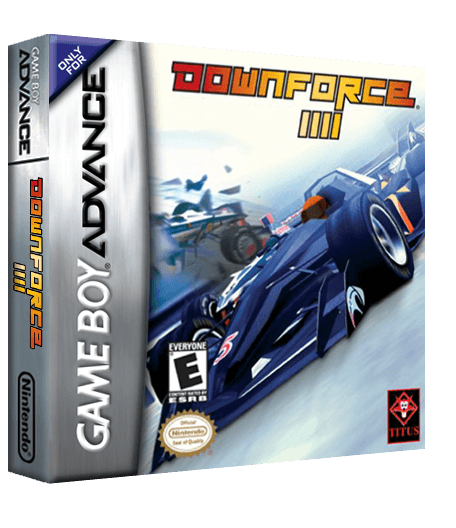 GAME BOY
ADVANCE
DOWNFORCE
Nintendo®
ONLY
FOR
GAME BOY ADVANCE
DOWNFORCE®
5
EVERYONE
E
CONTENT RATED BY
ESRB
Official
Nintendo
Seal of Quality
TITUS